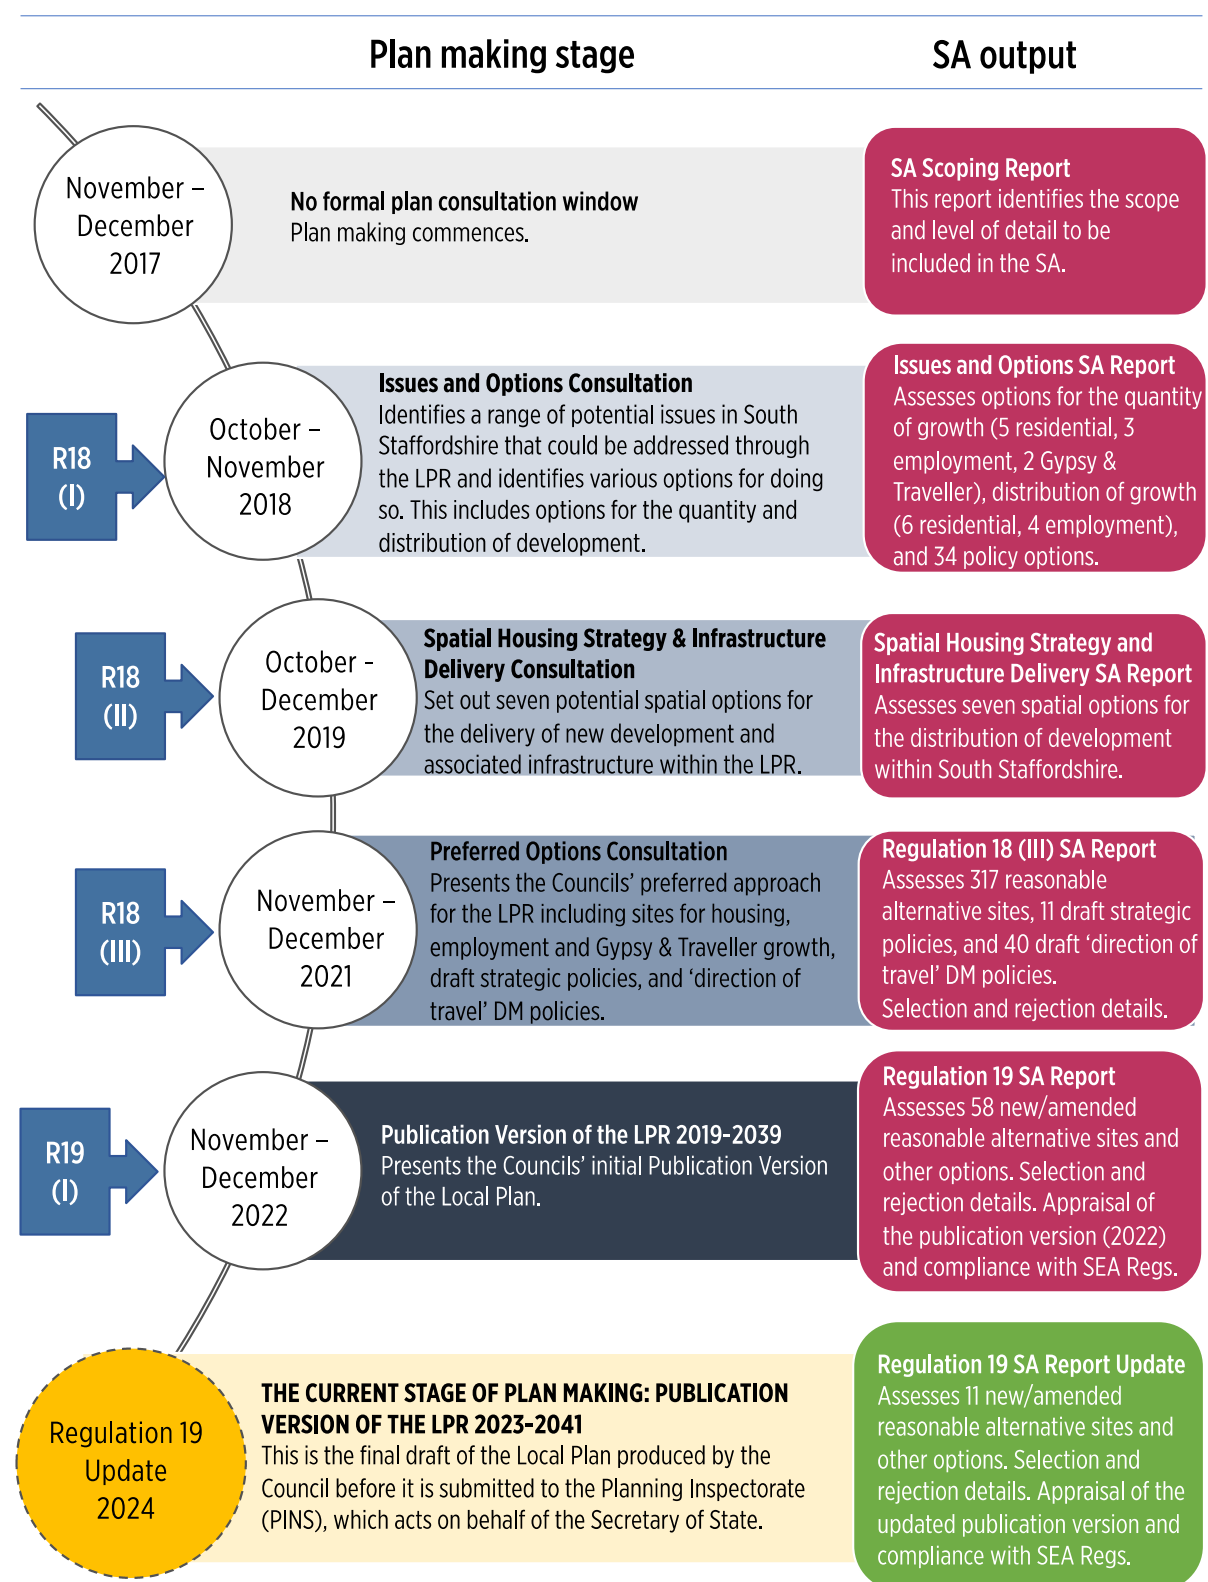 Plan making stage
SA output
November –
December
2017
No formal plan consultation window
Plan making commences.
SA Scoping Report
This report identifies the scope
and level of detail to be
included in the SA.
R18
(I)
October –
November
2018
Issues and Options Consultation
Identifies a range of potential issues in South
Staffordshire that could be addressed through
the LPR and identifies various options for doing
so. This includes options for the quantity and
distribution of development.
Issues and Options SA Report
Assesses options for the quantity
of growth (5 residential, 3
employment, 2 Gypsy &
Traveller), distribution of growth
(6 residential, 4 employment),
and 34 policy options.
R18
(II)
October -
December
2019
Spatial Housing Strategy & Infrastructure
Delivery Consultation
Set out seven potential spatial options for
the delivery of new development and
associated infrastructure within the LPR.
Spatial Housing Strategy and
Infrastructure Delivery SA Report
Assesses seven spatial options for
the distribution of development
within South Staffordshire.
R18
(III)
November –
December
2021
Preferred Options Consultation
Presents the Councils’ preferred approach
for the LPR including sites for housing,
employment and Gypsy & Traveller growth,
draft strategic policies, and ‘direction of
travel’ DM policies.
Regulation 18 (III) SA Report
Assesses 317 reasonable
alternative sites, 11 draft strategic
policies, and 40 draft ‘direction of
travel’ DM policies.
Selection and rejection details.
R19
(I)
November –
December
2022
Publication Version of the LPR 2019-2039
Presents the Councils’ initial Publication Version
of the Local Plan.
Regulation 19 SA Report
Assesses 58 new/amended
reasonable alternative sites and
other options. Selection and
rejection details. Appraisal of
the publication version (2022)
and compliance with SEA Regs.
Regulation 19
Update
2024
THE CURRENT STAGE OF PLAN MAKING: PUBLICATION
VERSION OF THE LPR 2023-2041
This is the final draft of the Local Plan produced by the
Council before it is submitted to the Planning Inspectorate
(PINS), which acts on behalf of the Secretary of State.
Regulation 19 SA Report Update
Assesses 11 new/amended
reasonable alternative sites and
other options. Selection and
rejection details. Appraisal of the
updated publication version and
compliance with SEA Regs.